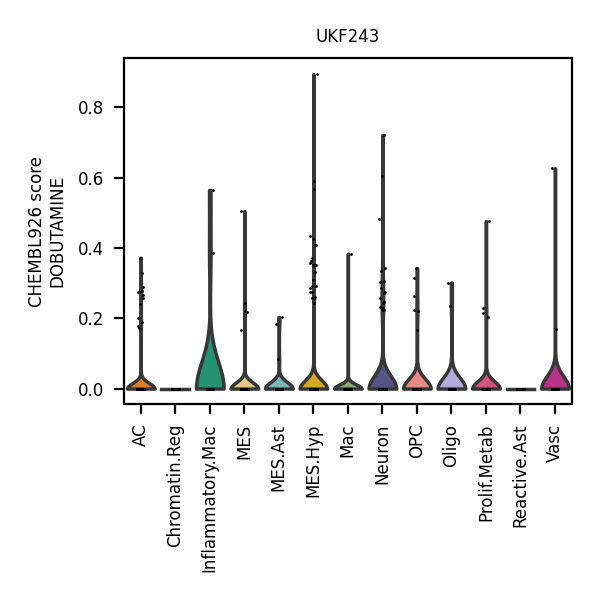 UKF243
CHEMBL926 score
DOBUTAMINE
0.8
0.6
0.4
0.2
0.0
AC
Chromatin.Reg
Inflammatory.Mac
MES
MES.Ast
MES.Hyp
Mac
Neuron
OPC
Oligo
Prolif.Metab
Reactive.Ast
Vasc